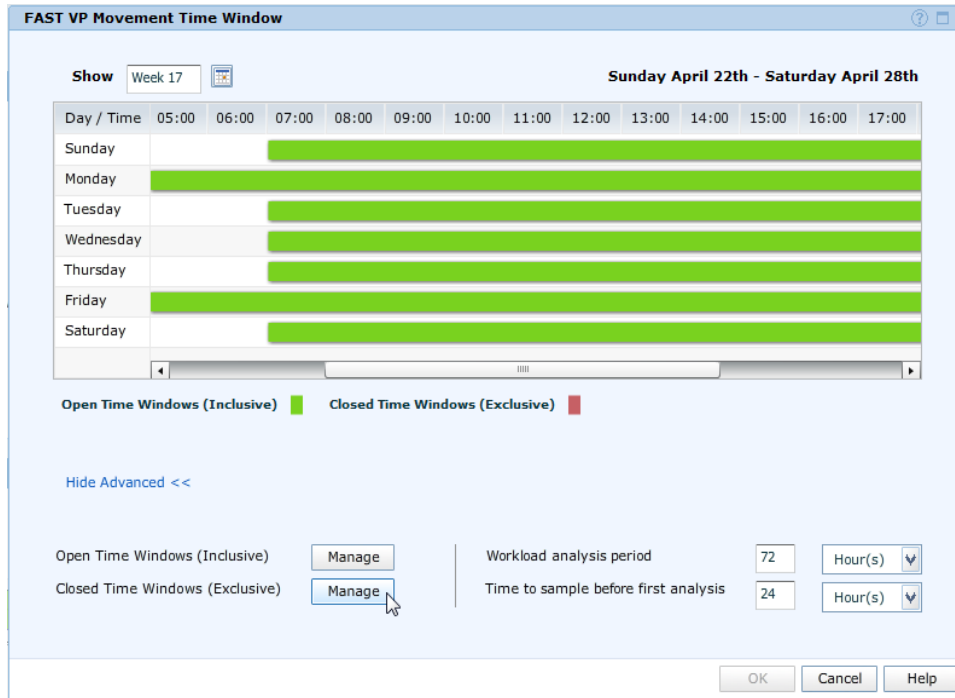 FAST VP Movement Time Window
Show Week 17 Sunday April 22th - Saturday April 28th
Day / Time 05:00 06:00 07:00 08:00 09:00 10:00 11:00 12:00 13:00 14:00 15:00 16:00 17:00
Sunday
Monday
Tuesday
Wednesday
Thursday
Friday
Saturday
Open Time Windows (Inclusive) Closed Time Windows (Exclusive)
Hide Advanced <<
Open Time Windows (Inclusive) Manage Workload analysis period 72 Hour(s)
Closed Time Windows (Exclusive) Manage Time to sample before first analysis 24 Hour(s)
OK Cancel Help